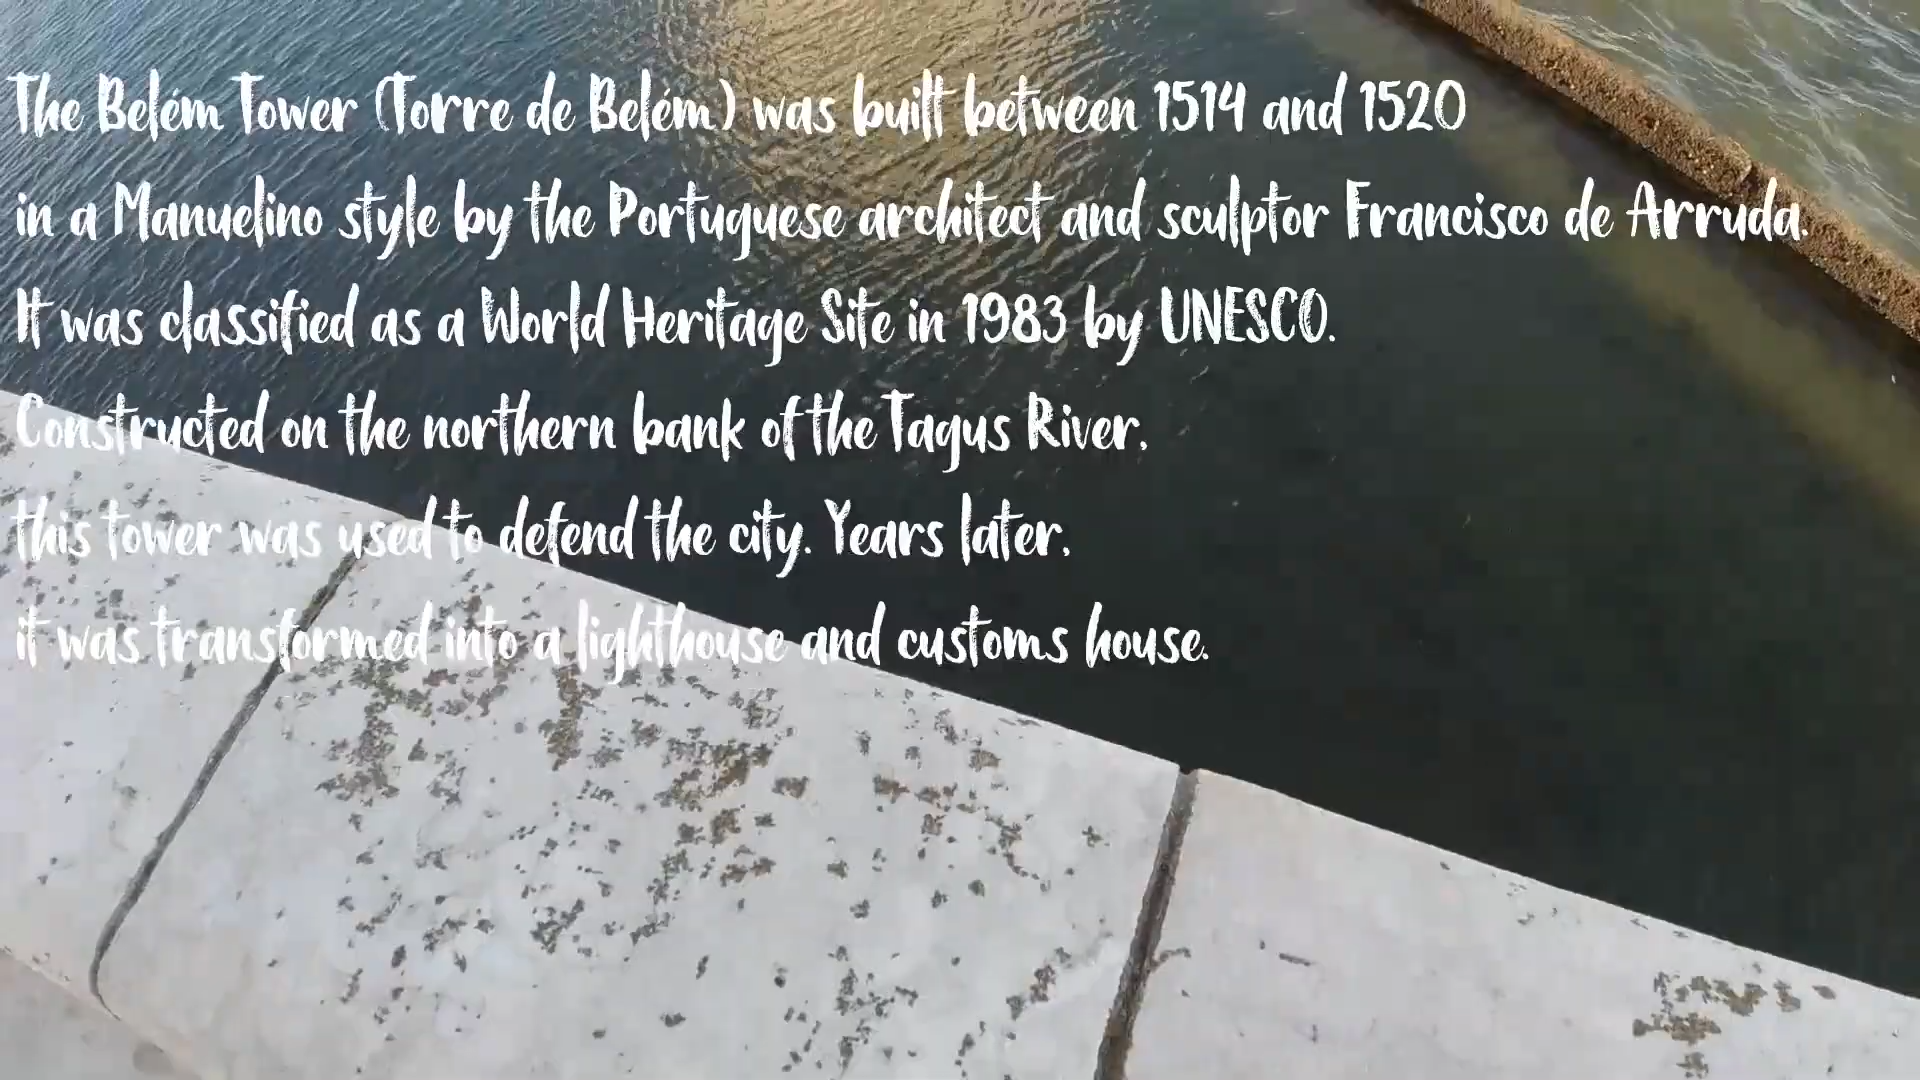 The Belém Tower (Torre de Belém) was built between 1514 and 1520
in a Manuelino style by the Portuguese architect and sculptor Francisco de Arruda.
It was classified as a World Heritage Site in 1983 by UNESCO.
Constructed on the northern bank of the Tagus River,
this tower was used to defend the city. Years later,
it was transformed into a lighthouse and customs house.